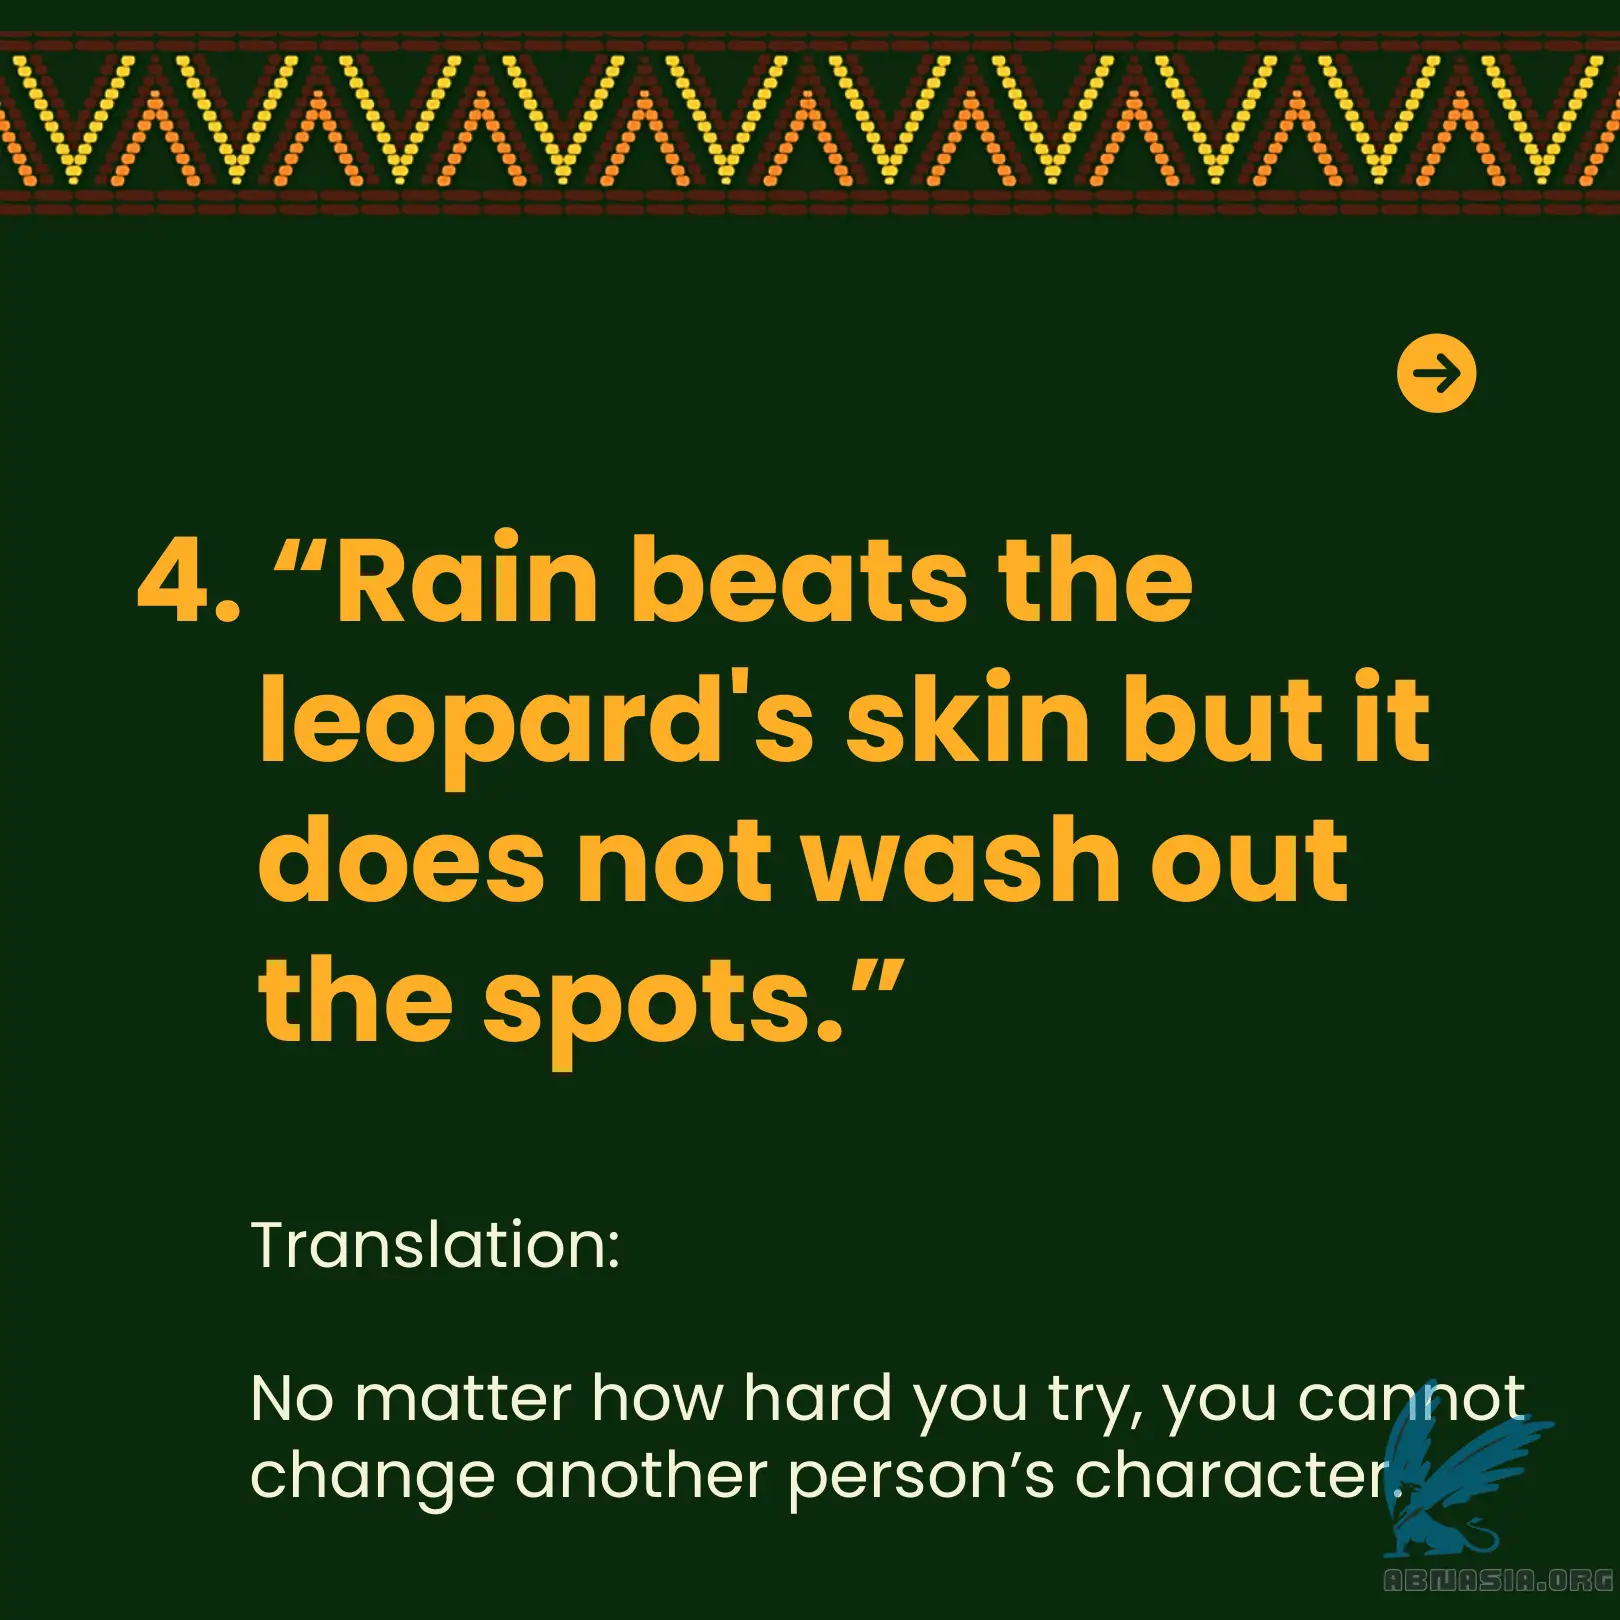 4. “Rain beats the
leopard's skin but it
does not wash out
the spots.”
Translation:
No matter how hard you try, you cannot
change another person’s character.
ABNASIA.ORG